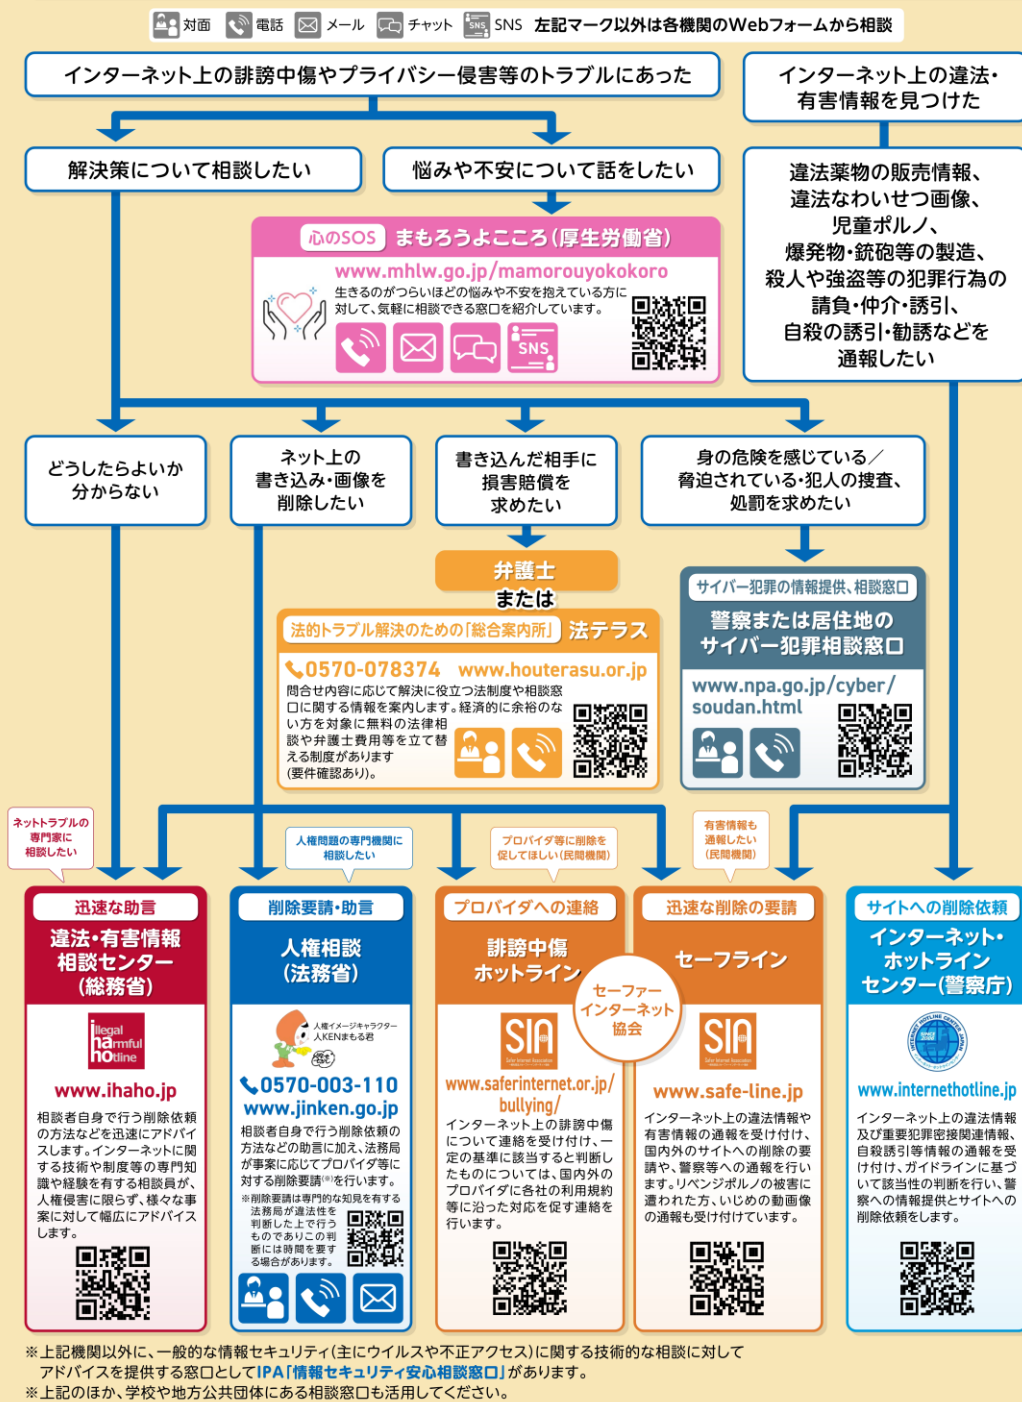 対面 電話 メール チャット SNS SNS 左記マーク以外は各機関のWebフォームから相談
インターネット上の誹謗中傷やプライバシー侵害等のトラブルにあった
インターネット上の違法・
有害情報を見つけた
解決策について相談したい
悩みや不安について話をしたい
違法薬物の販売情報、
違法なわいせつ画像、
児童ポルノ、
爆発物・銃砲等の製造、
殺人や強盗等の犯罪行為の
請負・仲介・誘引、
自殺の誘引・勧誘などを
通報したい
心のSOS まもろうよこころ(厚生労働省)
www.mhlw.go.jp/mamorouyokokoro
生きるのがつらいほどの悩みや不安を抱えている方に
対して、気軽に相談できる窓口を紹介しています。
SNS
どうしたらよいか
分からない
ネット上の
書き込み・画像を
削除したい
書き込んだ相手に
損害賠償を
求めたい
身の危険を感じている／
脅迫されている・犯人の捜査、
処罰を求めたい
弁護士
または
法的トラブル解決のための「総合案内所」 法テラス
0570-078374 www.houterasu.or.jp
問合せ内容に応じて解決に役立つ法制度や相談窓
口に関する情報を案内します。経済的に余裕のな
い方を対象に無料の法律相
談や弁護士費用等を立て替
える制度があります
(要件確認あり)。
サイバー犯罪の情報提供、相談窓口
警察または居住地の
サイバー犯罪相談窓口
www.npa.go.jp/cyber/
soudan.html
ネットトラブルの
専門家に
相談したい
人権問題の専門機関に
相談したい
プロバイダ等に削除を
促してほしい(民間機関)
有害情報も
通報したい
(民間機関)
迅速な助言
違法・有害情報
相談センター
(総務省)
illegal
harmful
hotline
www.ihaho.jp
相談者自身で行う削除依頼
の方法などを迅速にアドバイ
スします。インターネットに関
する技術や制度等の専門知
識や経験を有する相談員が、
人権侵害に限らず、様々な事
案に対して幅広にアドバイス
します。
削除要請・助言
人権相談
(法務省)
人権イメージキャラクター
人KENまもる君
0570-003-110
www.jinken.go.jp
相談者自身で行う削除依頼の
方法などの助言に加え、法務局
が事案に応じてプロバイダ等に
対する削除要請(※)を行います。
※削除要請は専門的な知見を有する
法務局が違法性を
判断した上で行う
ものでありこの判
断には時間を要す
る場合があります。
プロバイダへの連絡
誹謗中傷
ホットライン
セーファー
インターネット
協会
SIA
Safer Internet Association
www.saferinternet.or.jp/
bullying/
インターネット上の誹謗中傷
について連絡を受け付け、一
定の基準に該当すると判断し
たものについては、国内外の
プロバイダに各社の利用規約
等に沿った対応を促す連絡を
行います。
迅速な削除の要請
セーフライン
SIA
Safer Internet Association
www.safe-line.jp
インターネット上の違法情報や
有害情報の通報を受け付け、
国内外のサイトへの削除の要
請や、警察等への通報を行い
ます。リベンジポルノの被害に
遭われた方、いじめの動画像
の通報も受け付けています。
サイトへの削除依頼
インターネット・
ホットライン
センター(警察庁)
INTERNET HOTLINE CENTER JAPAN
www.internethotline.jp
インターネット上の違法情報
及び重要犯罪密接関連情報、
自殺誘引等情報の通報を受
け付け、ガイドラインに基づ
いて該当性の判断を行い、警
察への情報提供とサイトへの
削除依頼をします。
※上記機関以外に、一般的な情報セキュリティ(主にウイルスや不正アクセス)に関する技術的な相談に対して
アドバイスを提供する窓口としてIPA「情報セキュリティ安心相談窓口」があります。
※上記のほか、学校や地方公共団体にある相談窓口も活用してください。